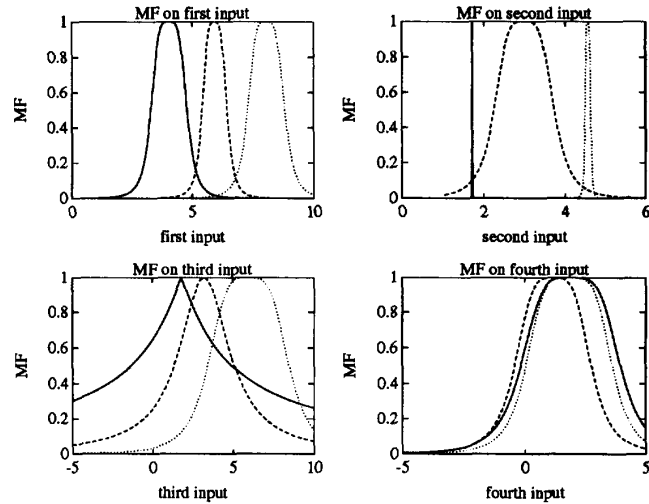 MF on first input
MF
1
0.8
0.6
0.4
0.2
0
0 5 10
first input
MF on second input
MF
1
0.8
0.6
0.4
0.2
0
0 2 4 6
second input
MF on third input
MF
1
0.8
0.6
0.4
0.2
0
-5 0 5 10
third input
MF on fourth input
MF
1
0.8
0.6
0.4
0.2
0
-5 0 5
fourth input